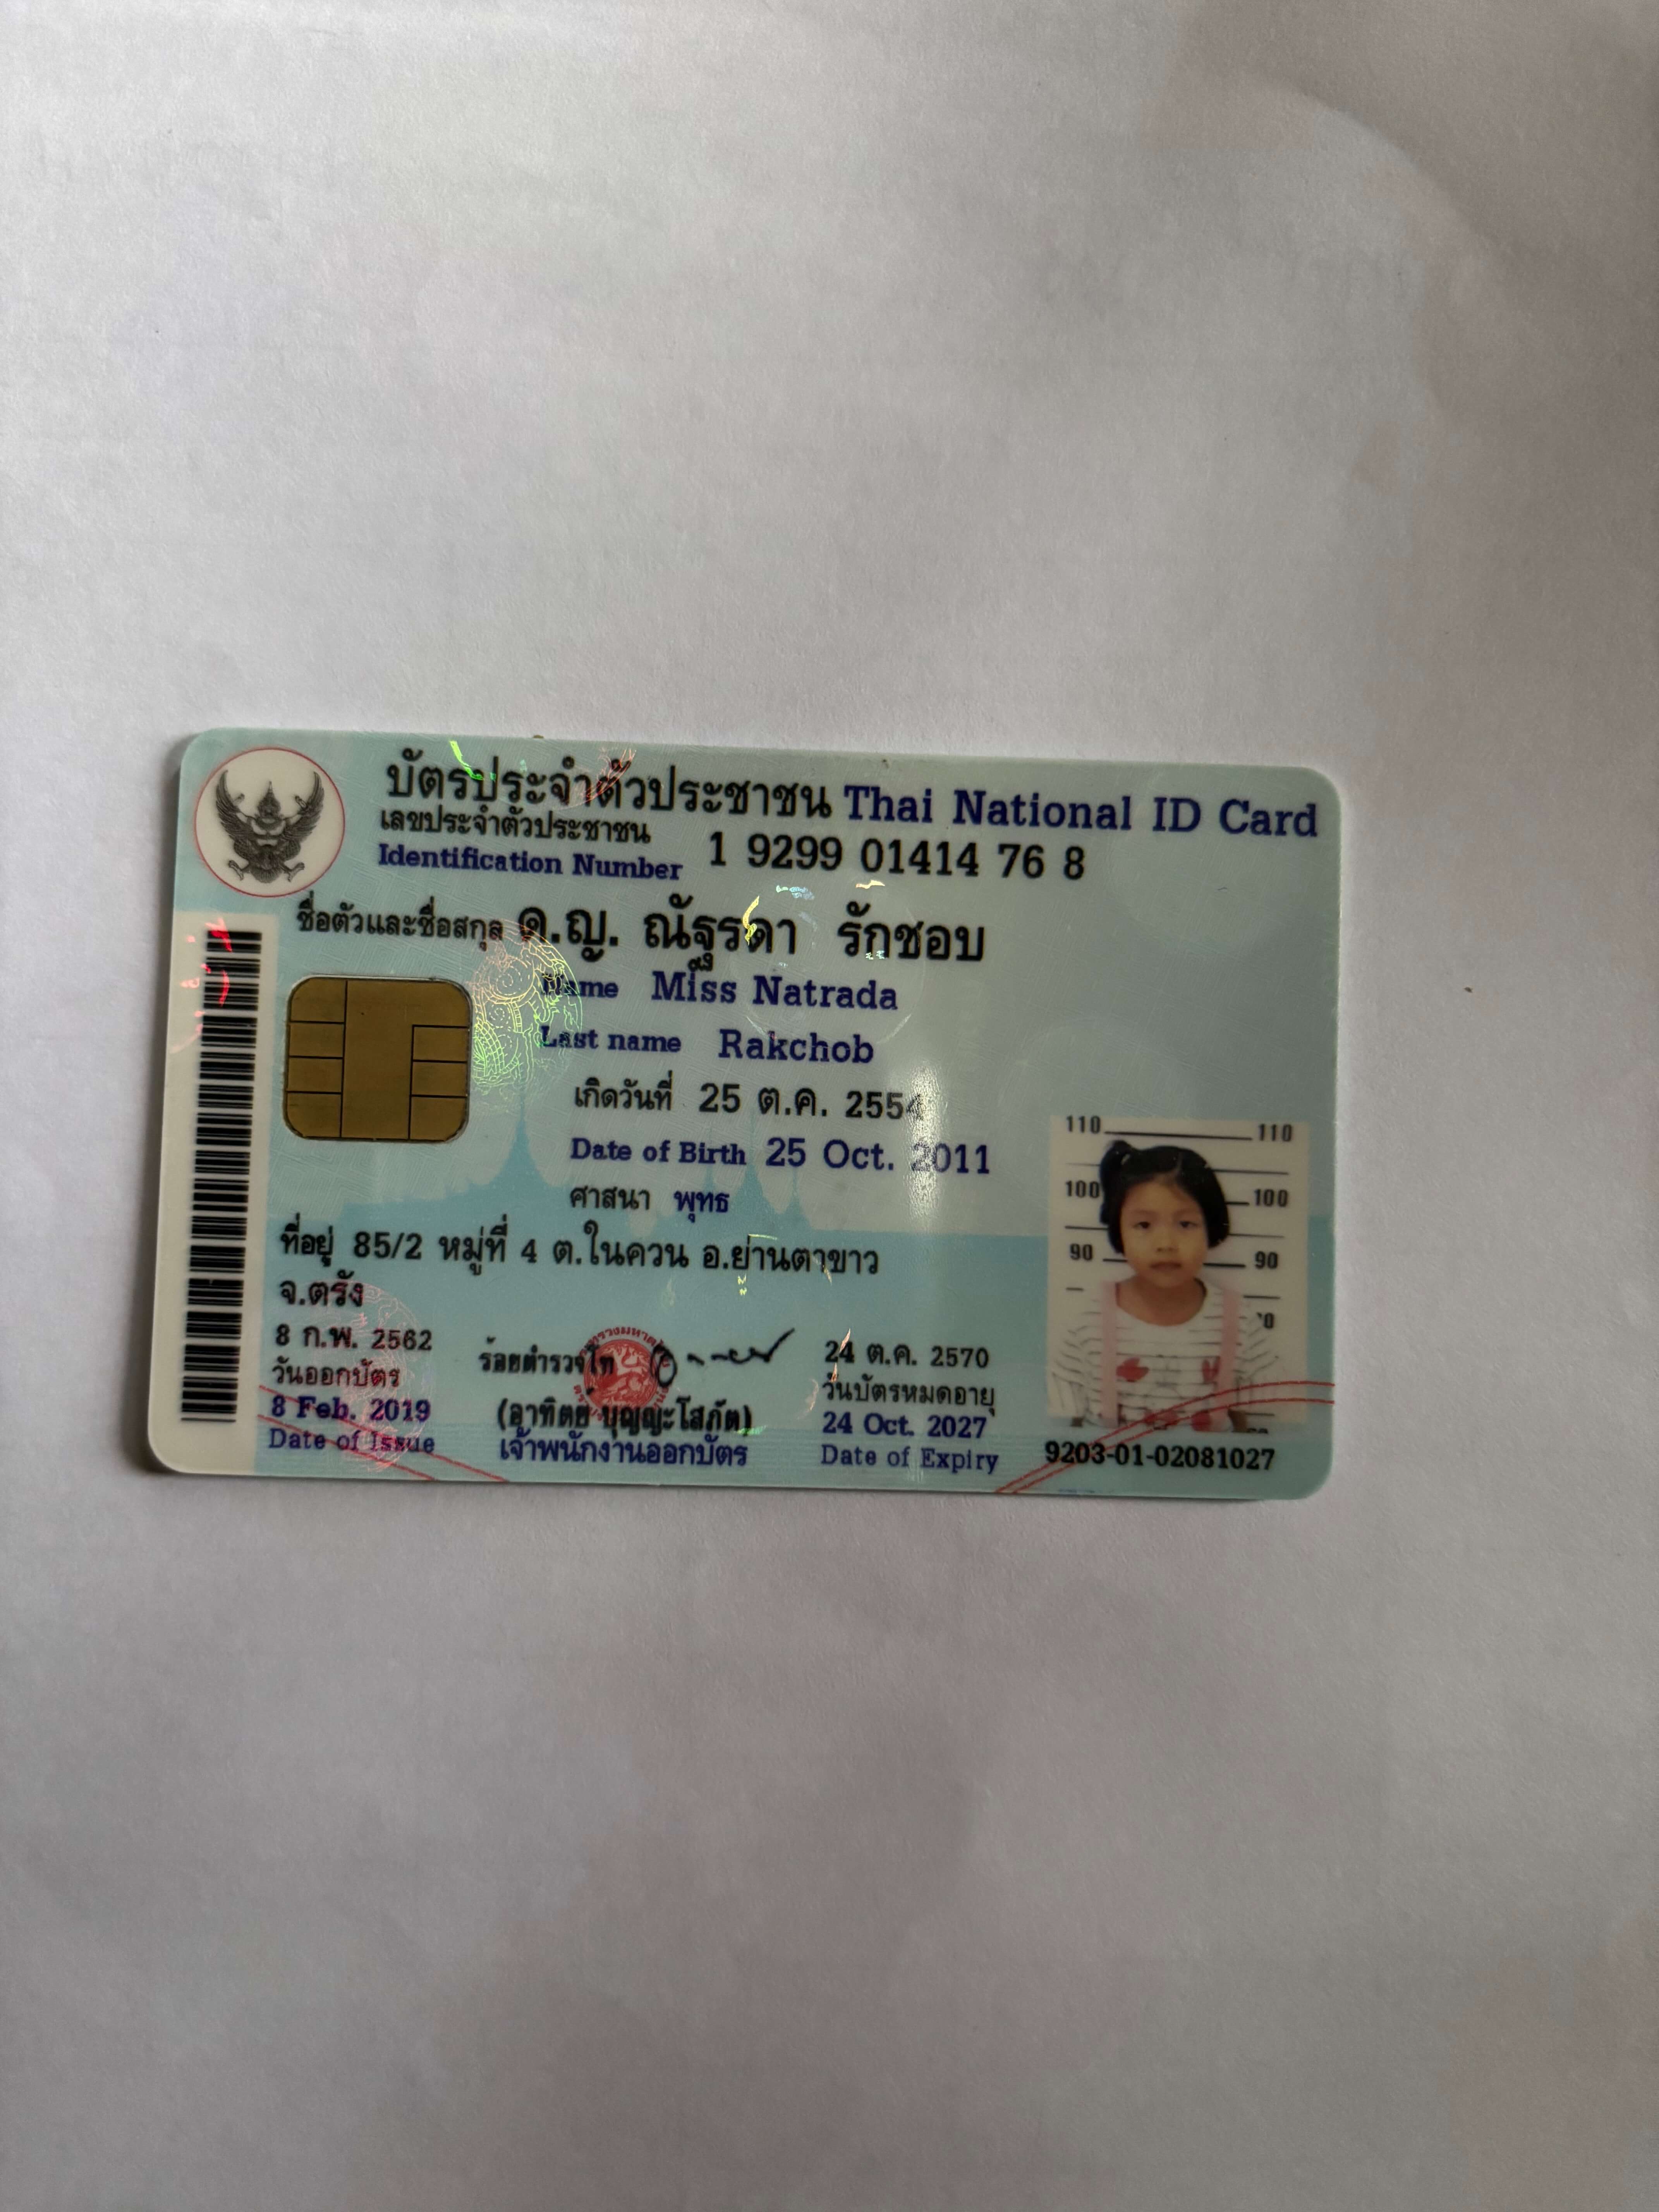 บัตรประจำตัวประชาชน Thai National ID Card
เลขประจำตัวประชาชน
Identification Number 1 9299 01414 76 8
ชื่อตัวและชื่อสกุล ด.ญ. ณัฐรดา รักชอบ
Name Miss Natrada
Last name Rakchob
เกิดวันที่ 25 ต.ค. 2554
Date of Birth 25 Oct. 2011
ศาสนา พุทธ
ที่อยู่ 85/2 หมู่ที่ 4 ต.ในควน อ.ย่านตาขาว
จ.ตรัง
8 ก.พ. 2562
วันออกบัตร
8 Feb. 2019
Date of Issue
ร้อยตำรวจโท
(อาทิตย์ บุญญะโสภัต)
เจ้าพนักงานออกบัตร
24 ต.ค. 2570
วันบัตรหมดอายุ
24 Oct. 2027
Date of Expiry
110 110
100 100
90 90
9203-01-02081027